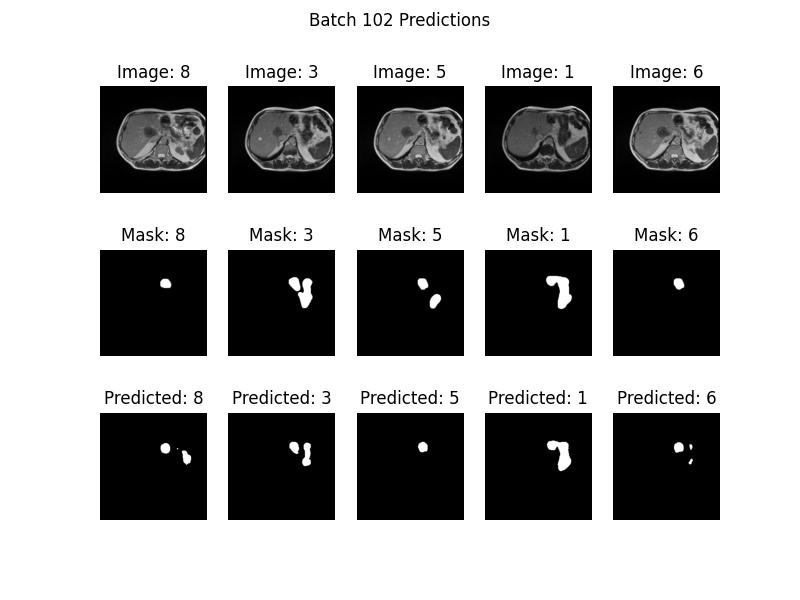 Batch 102 Predictions
Image: 8 Image: 3 Image: 5 Image: 1 Image: 6
Mask: 8 Mask: 3 Mask: 5 Mask: 1 Mask: 6
Predicted: 8 Predicted: 3 Predicted: 5 Predicted: 1 Predicted: 6